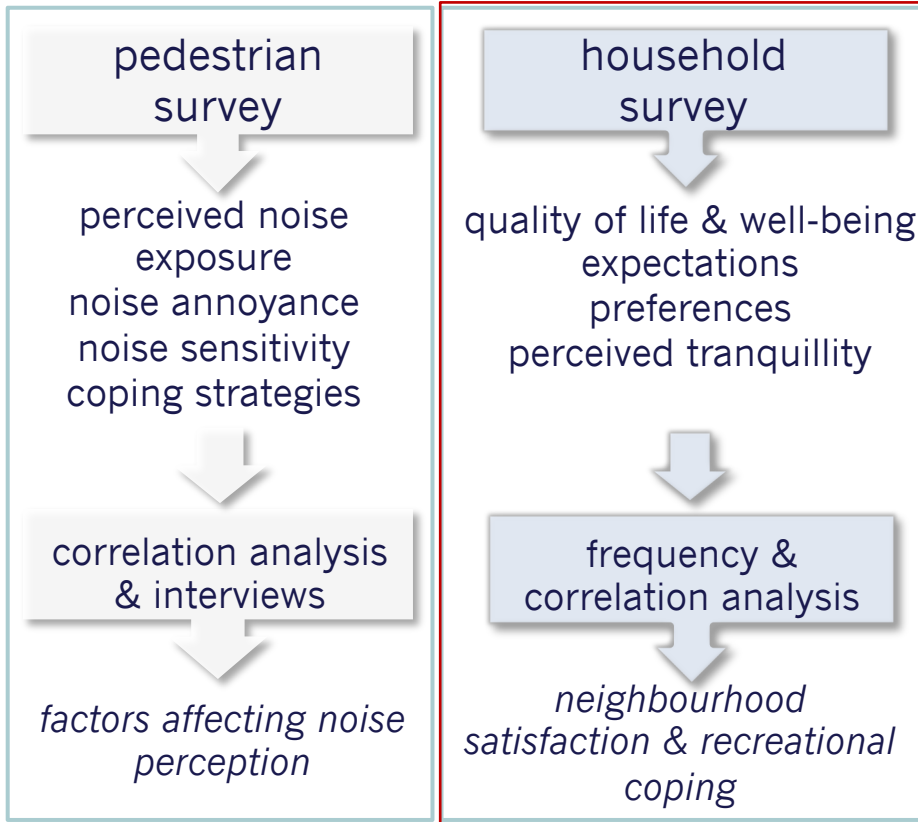 pedestrian
survey
perceived noise
exposure
noise annoyance
noise sensitivity
coping strategies
correlation analysis
& interviews
factors affecting noise
perception
household
survey
quality of life & well-being
expectations
preferences
perceived tranquillity
frequency &
correlation analysis
neighbourhood
satisfaction & recreational
coping